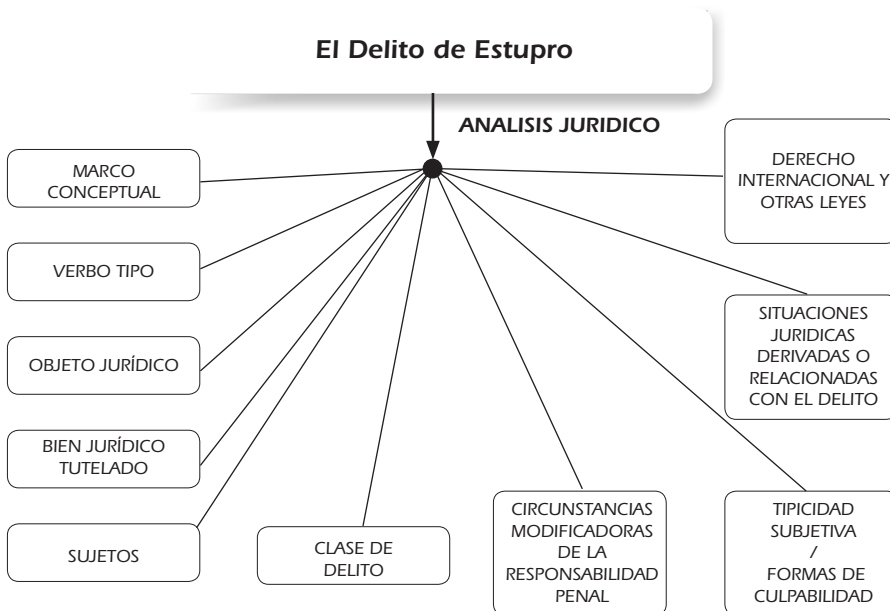 El Delito de Estupro
ANALISIS JURIDICO
MARCO
CONCEPTUAL
VERBO TIPO
OBJETO JURÍDICO
BIEN JURÍDICO
TUTELADO
SUJETOS
CLASE DE
DELITO
CIRCUNSTANCIAS
MODIFICADORAS
DE LA
RESPONSABILIDAD
PENAL
TIPICIDAD
SUBJETIVA
/
FORMAS DE
CULPABILIDAD
SITUACIONES
JURIDICAS
DERIVADAS O
RELACIONADAS
CON EL DELITO
DERECHO
INTERNACIONAL Y
OTRAS LEYES